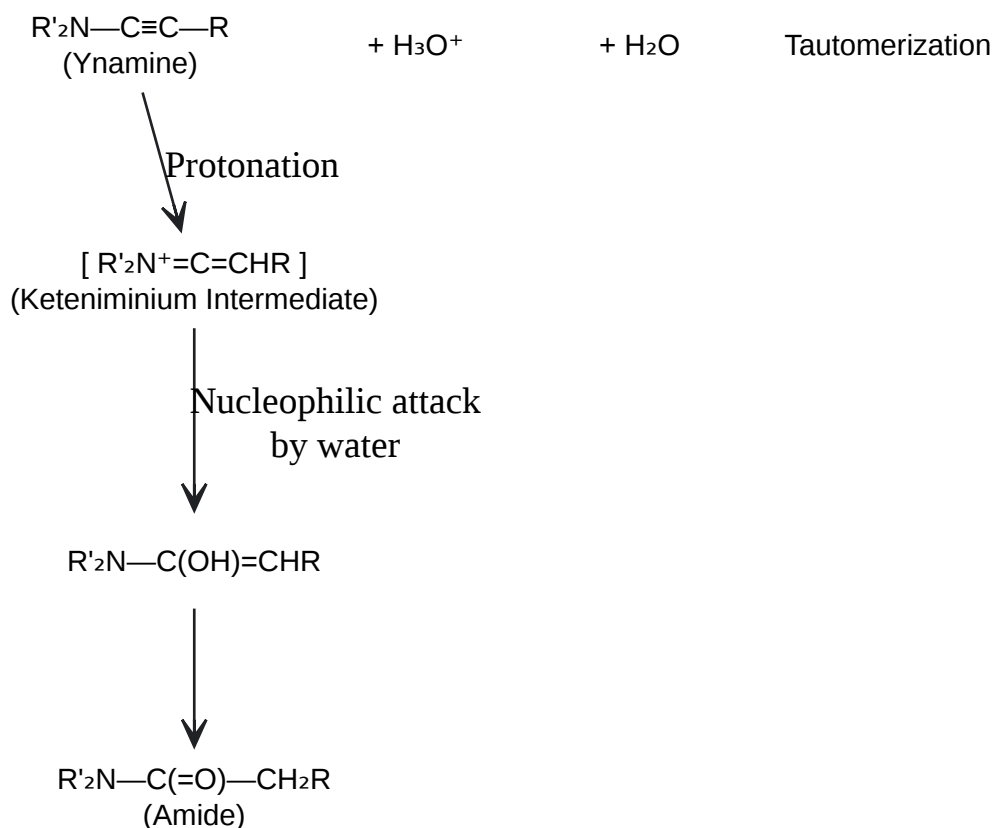 R'₂N—C≡C—R
(Ynamine)
+ H₃O⁺
+ H₂O
Tautomerization
Protonation
[ R'₂N⁺=C=CHR ]
(Keteniminium Intermediate)
Nucleophilic attack
by water
R'₂N—C(OH)=CHR
R'₂N—C(=O)—CH₂R
(Amide)